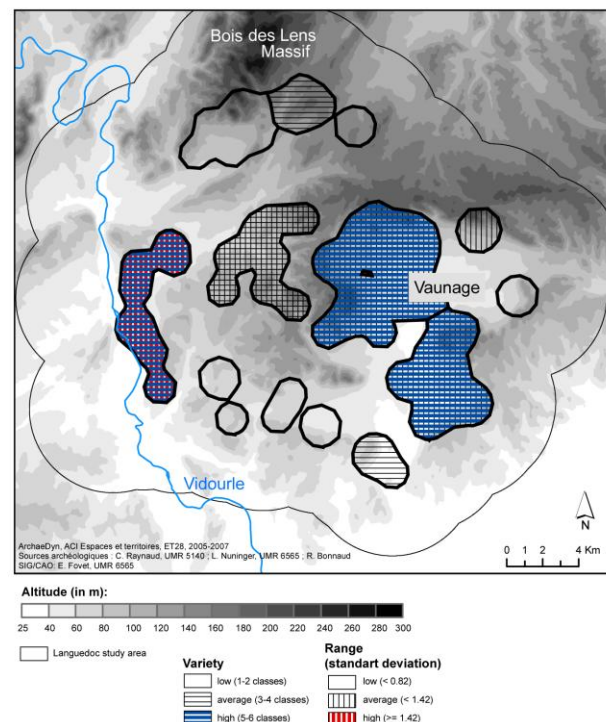 Bois des Lens
Massif
Vaunage
Vidourle
N
ArchaeDyn, ACI Espaces et territoires, ET28, 2005-2007
Sources archéologiques : C. Raynaud, UMR 5140 ; L. Nuninger, UMR 6565 ; R. Bonnaud
SIG/CAO: E. Fovet, UMR 6565
0 1 2 4 Km
Altitude (in m):
25 40 60 80 100 120 140 160 180 200 220 240 260 280 300
Languedoc study area
Variety
low (1-2 classes)
average (3-4 classes)
high (5-6 classes)
Range
(standart deviation)
low (< 0.82)
average (< 1.42)
high (>= 1.42)